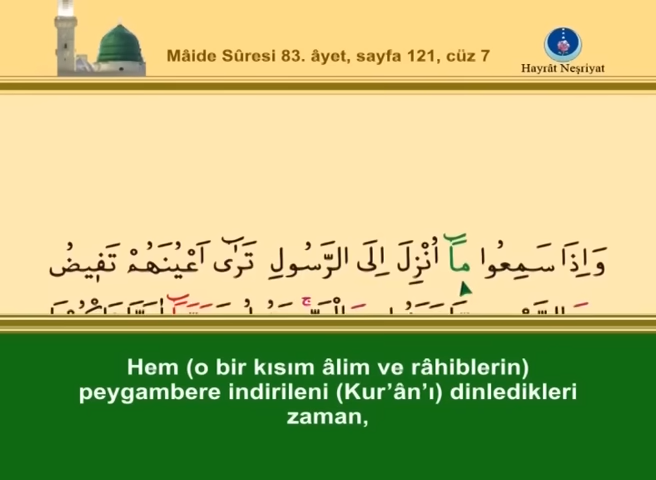 Mâide Sûresi 83. âyet, sayfa 121, cüz 7
Hayrât Neşriyat
وَاِذَا سَمِعُوا مَٓا اُنْزِلَ اِلَى الرَّسُولِ تَرٰٓى اَعْيُنَهُمْ تَفٖيضُ
Hem (o bir kısım âlim ve râhiblerin)
peygambere indirileni (Kur’ân’ı) dinledikleri
zaman,